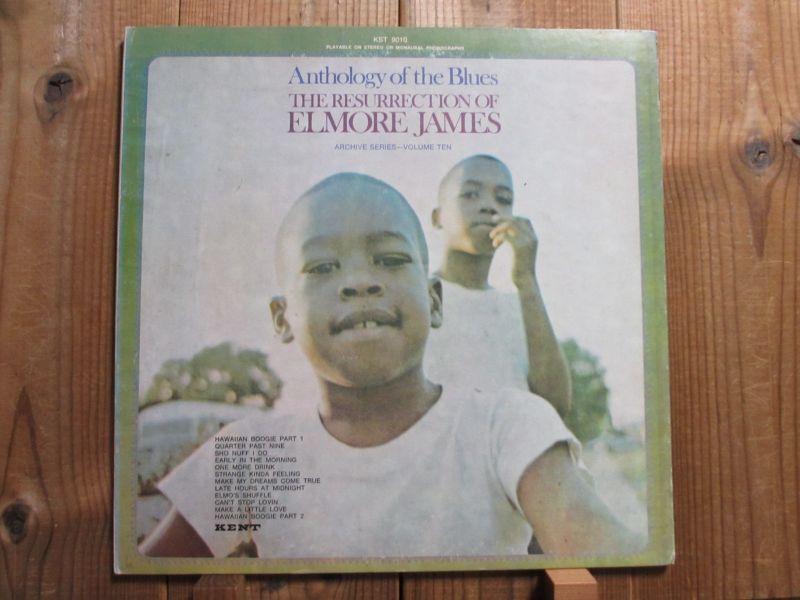 KST 9010
PLAYABLE ON STEREO OR MONAURAL PHONOGRAPHS
Anthology of the Blues
THE RESURRECTION OF
ELMORE JAMES
ARCHIVE SERIES—VOLUME TEN
HAWAIIAN BOOGIE PART 1
QUARTER PAST NINE
SHO NUFF I DO
EARLY IN THE MORNING
ONE MORE DRINK
STRANGE KINDA FEELING
MAKE MY DREAMS COME TRUE
LATE HOURS AT MIDNIGHT
ELMO'S SHUFFLE
CAN'T STOP LOVIN
MAKE A LITTLE LOVE
HAWAIIAN BOOGIE PART 2
KENT